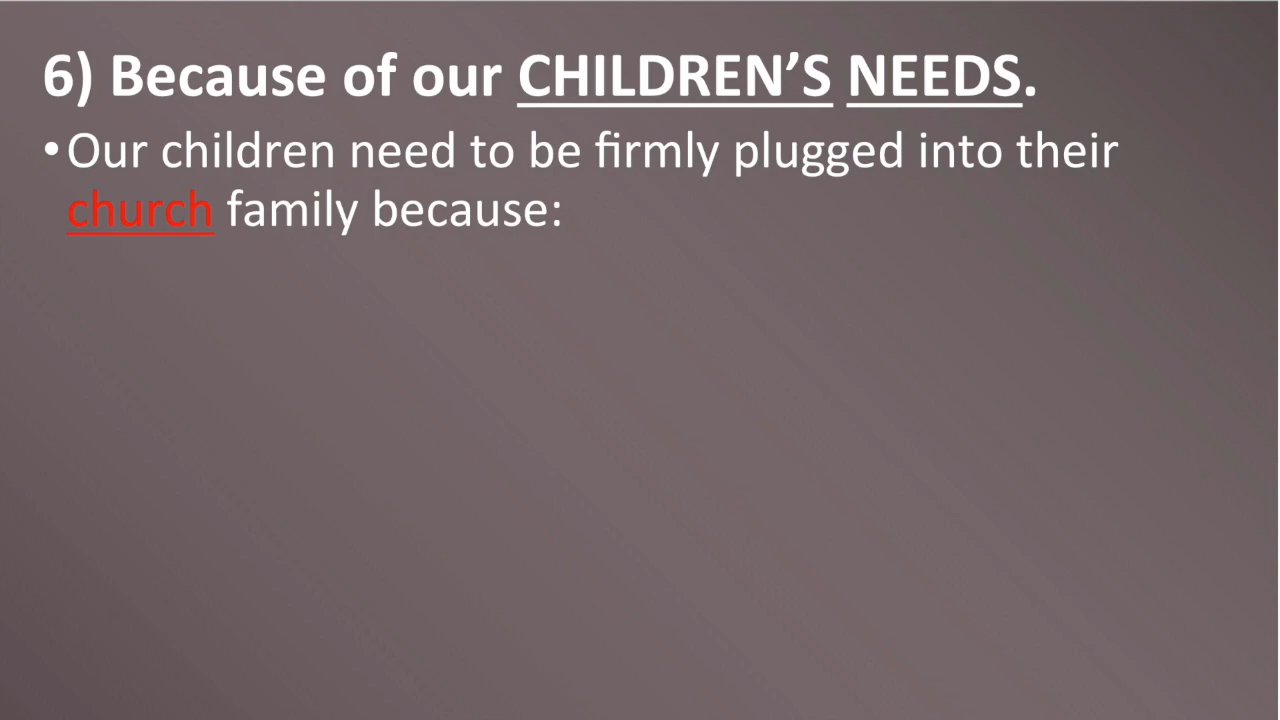 6) Because of our CHILDREN’S NEEDS.
•Our children need to be firmly plugged into their
church family because: